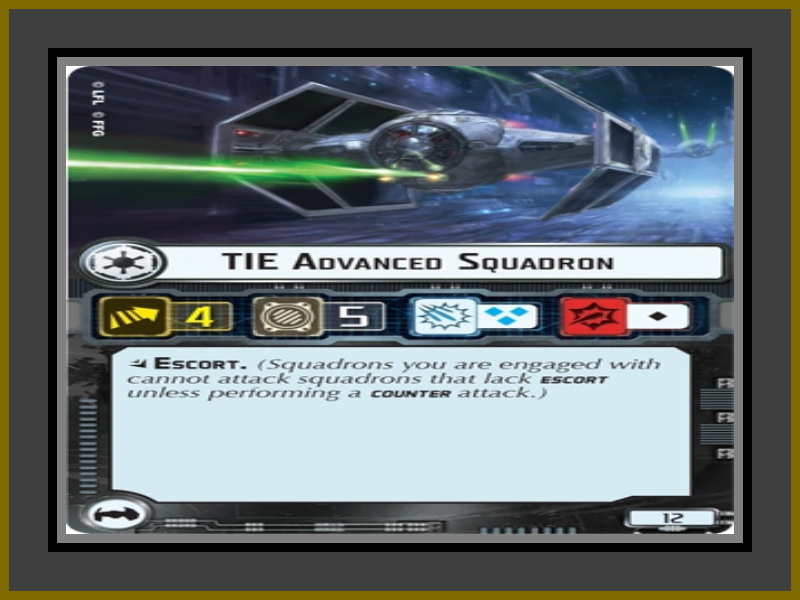 © LFL © FFG
TIE ADVANCED SQUADRON
4 5
ESCORT. (Squadrons you are engaged with
cannot attack squadrons that lack ESCORT
unless performing a COUNTER attack.)
12